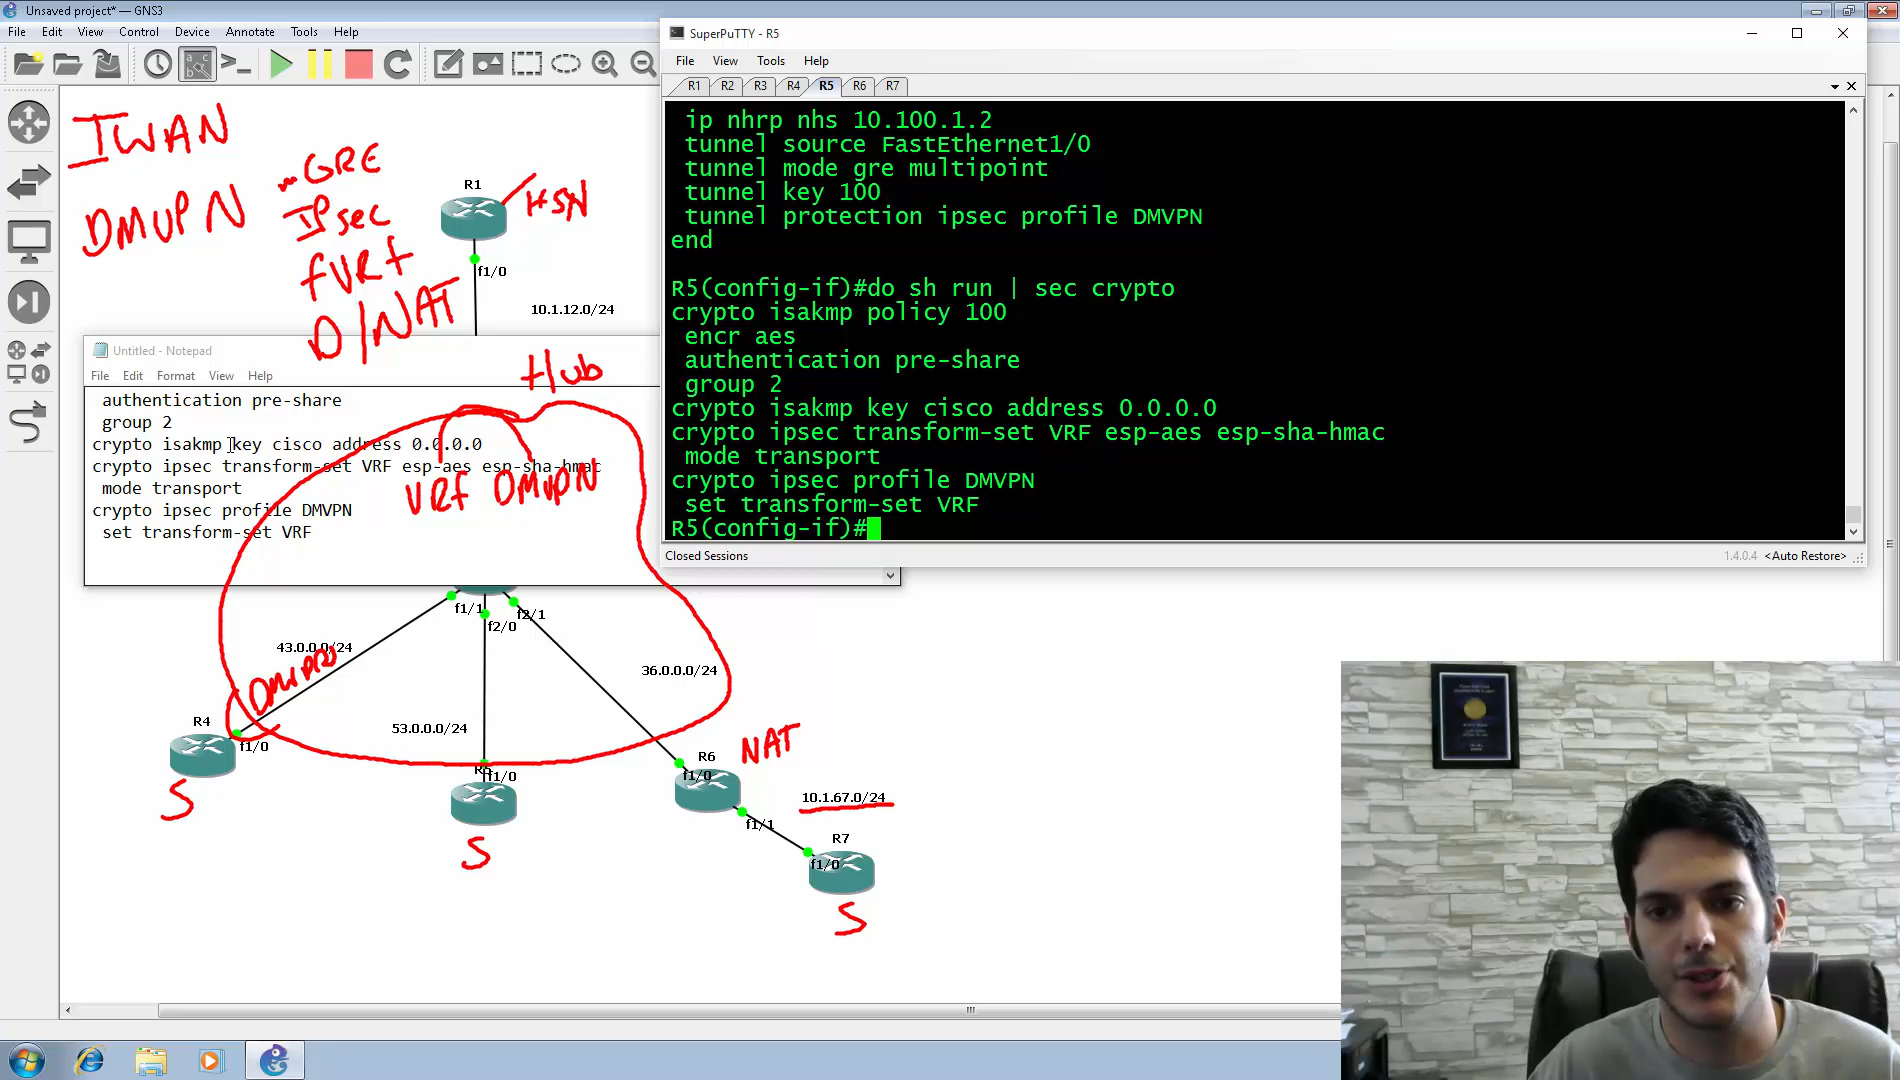 Unsaved project* — GNS3
File Edit View Control Device Annotate Tools Help
IWAN
DMVPN
mGRE
IPsec
fVRf
D/NAT
R1
HSN
f1/0
10.1.12.0/24
Untitled - Notepad
File Edit Format View Help
authentication pre-share
group 2
crypto isakmp key cisco address 0.0.0.0
crypto ipsec transform-set VRF esp-aes esp-sha-hmac
mode transport
crypto ipsec profile DMVPN
set transform-set VRF
Hub
VRf DMVPN
f1/1
f2/0
f2/1
43.0.0.0/24
36.0.0.0/24
53.0.0.0/24
R4
f1/0
S
f1/0
S
NAT
R6
f1/0
10.1.67.0/24
f1/1
R7
f1/0
S
SuperPuTTY - R5
File View Tools Help
R1 R2 R3 R4 R5 R6 R7
ip nhrp nhs 10.100.1.2
tunnel source FastEthernet1/0
tunnel mode gre multipoint
tunnel key 100
tunnel protection ipsec profile DMVPN
end
R5(config-if)#do sh run | sec crypto
crypto isakmp policy 100
encr aes
authentication pre-share
group 2
crypto isakmp key cisco address 0.0.0.0
crypto ipsec transform-set VRF esp-aes esp-sha-hmac
mode transport
crypto ipsec profile DMVPN
set transform-set VRF
R5(config-if)#
Closed Sessions
1.4.0.4 <Auto Restore>